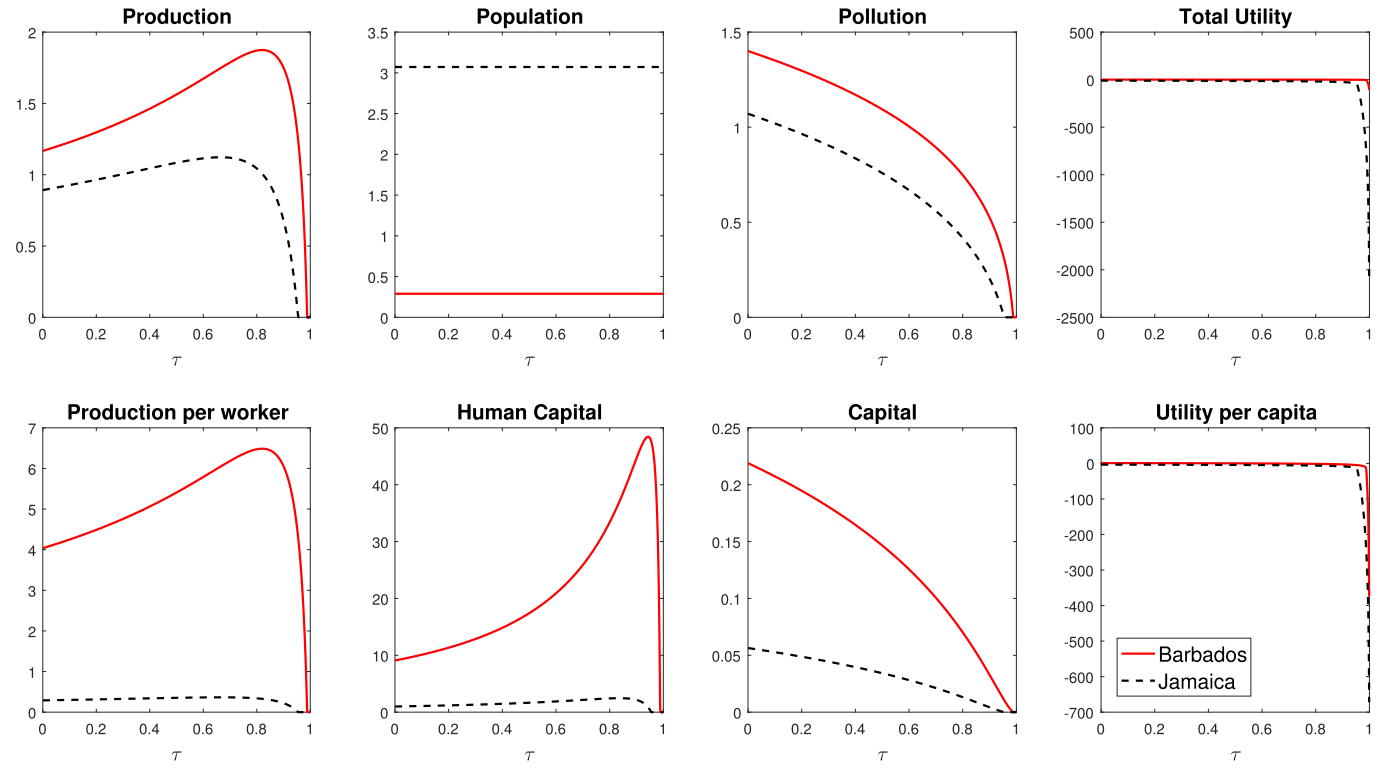 Production
2
1.5
1
0.5
0
0 0.2 0.4 0.6 0.8 1
τ
Population
3.5
3
2.5
2
1.5
1
0.5
0
0 0.2 0.4 0.6 0.8 1
τ
Pollution
1.5
1
0.5
0
0 0.2 0.4 0.6 0.8 1
τ
Total Utility
500
0
-500
-1000
-1500
-2000
-2500
0 0.2 0.4 0.6 0.8 1
τ
Production per worker
7
6
5
4
3
2
1
0
0 0.2 0.4 0.6 0.8 1
τ
Human Capital
50
40
30
20
10
0
0 0.2 0.4 0.6 0.8 1
τ
Capital
0.25
0.2
0.15
0.1
0.05
0
0 0.2 0.4 0.6 0.8 1
τ
Utility per capita
100
0
-100
-200
-300
-400
-500
-600
-700
Barbados
Jamaica
0 0.2 0.4 0.6 0.8 1
τ